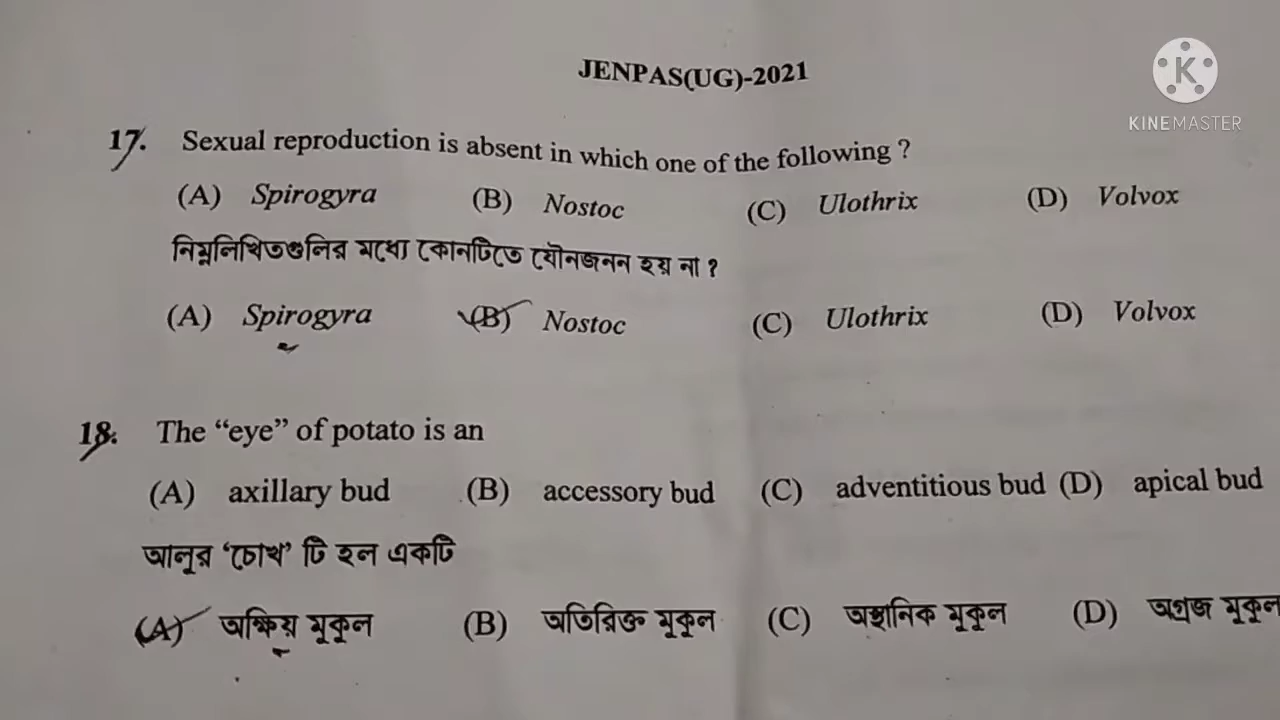 JENPAS(UG)-2021
K
KINEMASTER
17. Sexual reproduction is absent in which one of the following ?
(A) Spirogyra (B) Nostoc (C) Ulothrix (D) Volvox
নিম্নলিখিতগুলির মধ্যে কোনটিতে যৌনজনন হয় না ?
(A) Spirogyra (B) Nostoc (C) Ulothrix (D) Volvox
18. The “eye” of potato is an
(A) axillary bud (B) accessory bud (C) adventitious bud (D) apical bud
আলুর ‘চোখ’ টি হল একটি
(A) অক্ষিয় মুকুল (B) অতিরিক্ত মুকুল (C) অস্থানিক মুকুল (D) অগ্রজ মুকুল